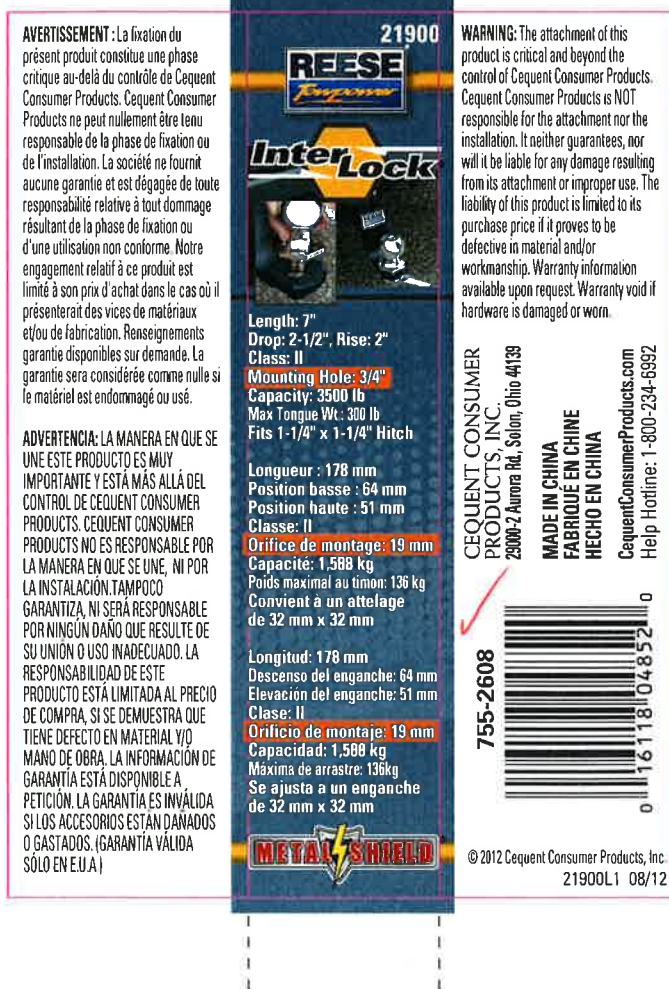 AVERTISSEMENT : La fixation du
présent produit constitue une phase
critique au-delà du contrôle de Cequent
Consumer Products. Cequent Consumer
Products ne peut nullement être tenu
responsable de la phase de fixation ou
de l'installation. La société ne fournit
aucune garantie et est dégagée de toute
responsabilité relative à tout dommage
résultant de la phase de fixation ou
d'une utilisation non conforme. Notre
engagement relatif à ce produit est
limité à son prix d'achat dans le cas où il
présenterait des vices de matériaux
et/ou de fabrication. Renseignements
garantie disponibles sur demande. La
garantie sera considérée comme nulle si
le matériel est endommagé ou usé.
ADVERTENCIA: LA MANERA EN QUE SE
UNE ESTE PRODUCTO ES MUY
IMPORTANTE Y ESTÁ MÁS ALLÁ DEL
CONTROL DE CEQUENT CONSUMER
PRODUCTS. CEQUENT CONSUMER
PRODUCTS NO ES RESPONSABLE POR
LA MANERA EN QUE SE UNE, NI POR
LA INSTALACIÓN.TAMPOCO
GARANTIZA, NI SERÁ RESPONSABLE
POR NINGÚN DAÑO QUE RESULTE DE
SU UNIÓN O USO INADECUADO. LA
RESPONSABILIDAD DE ESTE
PRODUCTO ESTÁ LIMITADA AL PRECIO
DE COMPRA, SI SE DEMUESTRA QUE
TIENE DEFECTO EN MATERIAL Y/O
MANO DE OBRA. LA INFORMACIÓN DE
GARANTÍA ESTÁ DISPONIBLE A
PETICIÓN. LA GARANTÍA ES INVÁLIDA
SI LOS ACCESORIOS ESTÁN DAÑADOS
O GASTADOS. (GARANTÍA VÁLIDA
SÓLO EN E.U.A )
21900
REESE
Towpower
InterLock
Length: 7"
Drop: 2-1/2", Rise: 2"
Class: II
Mounting Hole: 3/4"
Capacity: 3500 lb
Max Tongue Wt.: 300 lb
Fits 1-1/4" x 1-1/4" Hitch
Longueur : 178 mm
Position basse : 64 mm
Position haute : 51 mm
Classe: II
Orifice de montage: 19 mm
Capacité: 1,588 kg
Poids maximal au timon: 136 kg
Convient à un attelage
de 32 mm x 32 mm
Longitud: 178 mm
Descenso del enganche: 64 mm
Elevación del enganche: 51 mm
Clase: II
Orificio de montaje: 19 mm
Capacidad: 1,588 kg
Máxima de arrastre: 136kg
Se ajusta a un enganche
de 32 mm x 32 mm
METAL SHIELD
WARNING: The attachment of this
product is critical and beyond the
control of Cequent Consumer Products.
Cequent Consumer Products is NOT
responsible for the attachment nor the
installation. It neither guarantees, nor
will it be liable for any damage resulting
from its attachment or improper use. The
liability of this product is limited to its
purchase price if it proves to be
defective in material and/or
workmanship. Warranty information
available upon request. Warranty void if
hardware is damaged or worn.
CEQUENT CONSUMER
PRODUCTS, INC.
29000-2 Aurora Rd., Solon, Ohio 44139
MADE IN CHINA
FABRIQUÉ EN CHINE
HECHO EN CHINA
CequentConsumerProducts.com
Help Hotline: 1-800-234-6992
755-2608
0 16118 04852 0
© 2012 Cequent Consumer Products, Inc.
21900L1 08/12